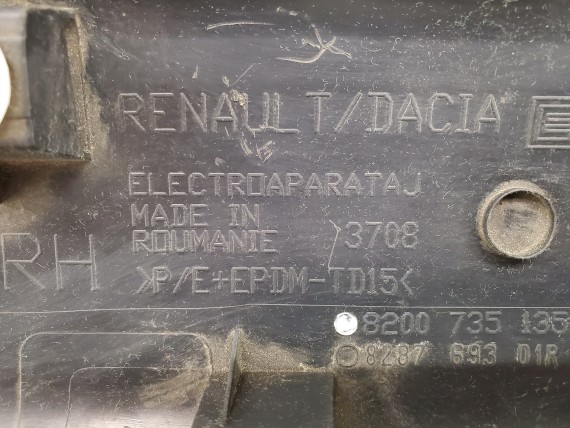 RENAULT/DACIA
ELECTROAPARATAJ
MADE IN
ROUMANIE 3708
RH >P/E+EPDM-TD15<
8200 735 135
8287 693 01R